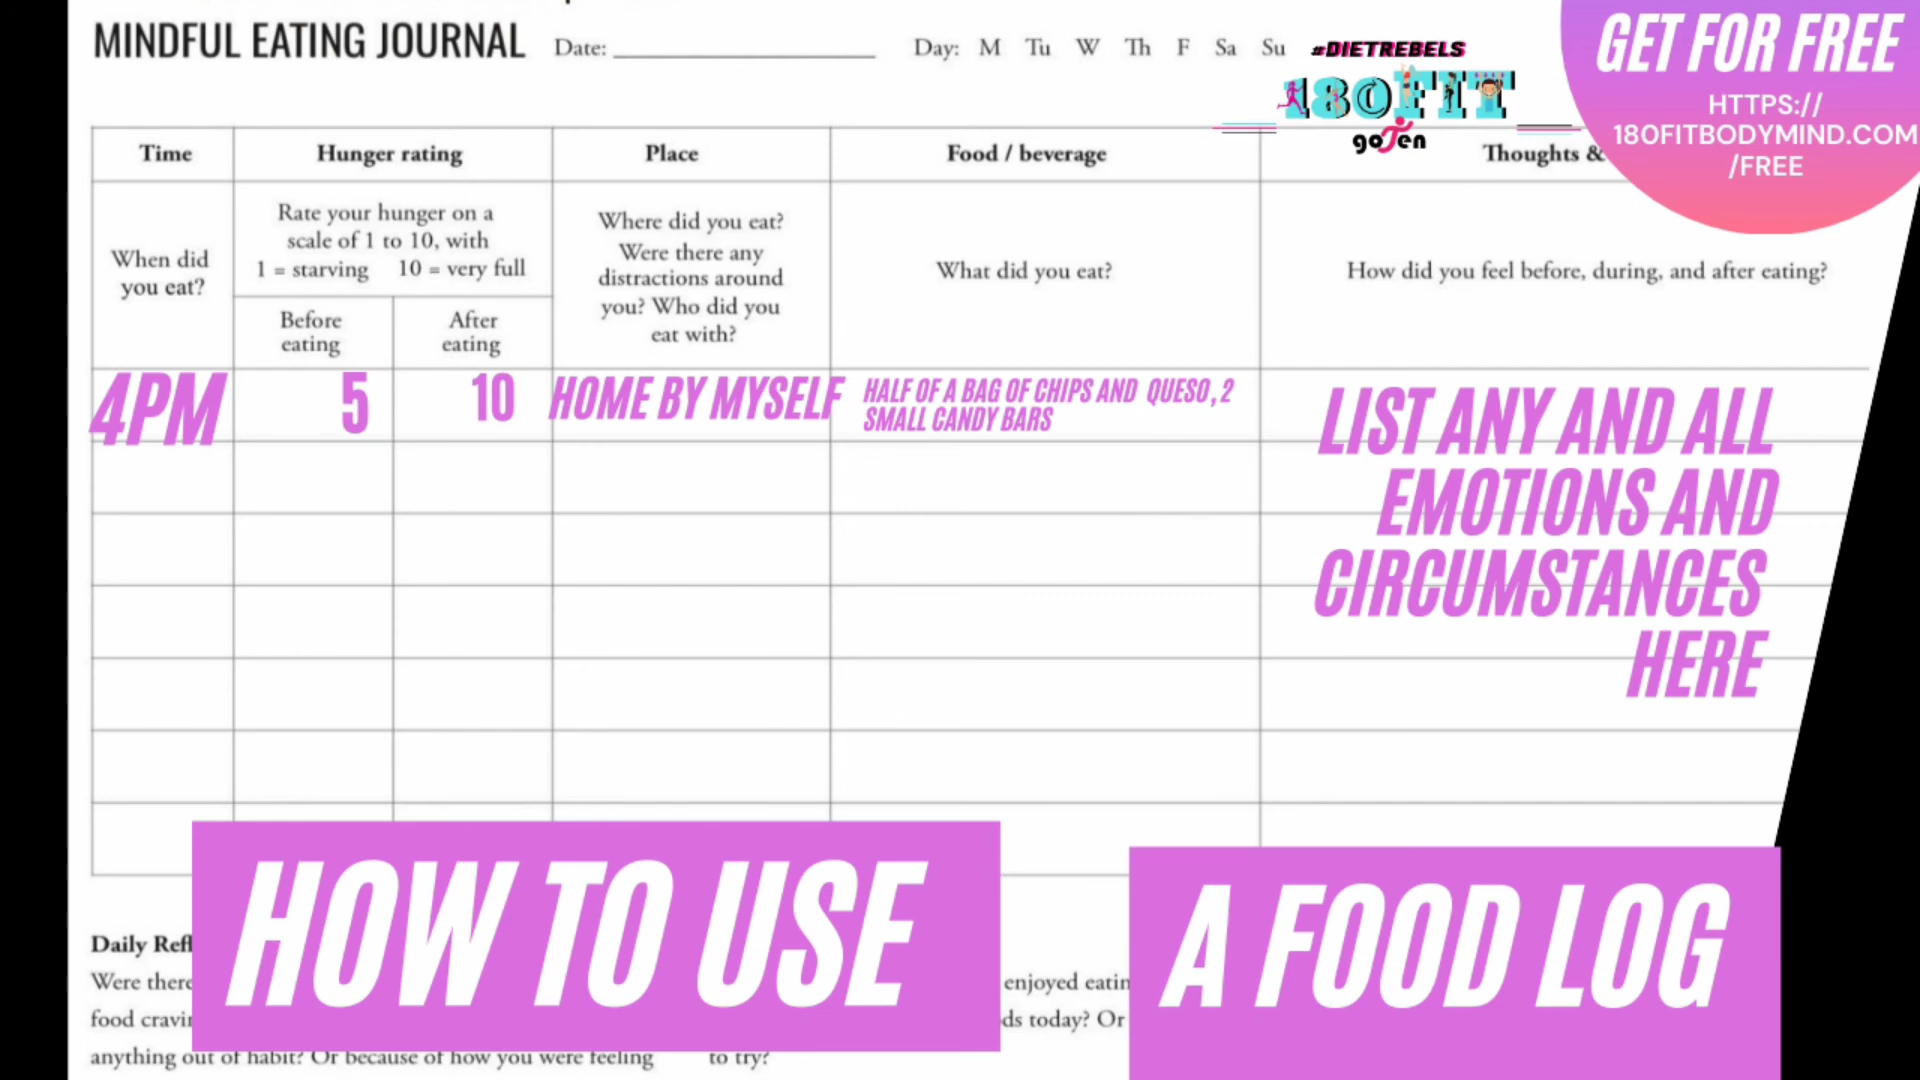 MINDFUL EATING JOURNAL Date: Day: M Tu W Th F Sa Su
#DIETREBELS
180FIT
goTen
GET FOR FREE
HTTPS://
180FITBODYMIND.COM
/FREE
Time Hunger rating Place Food / beverage Thoughts &
When did
you eat?
Rate your hunger on a
scale of 1 to 10, with
1 = starving 10 = very full
Before
eating
After
eating
Where did you eat?
Were there any
distractions around
you? Who did you
eat with?
What did you eat?
How did you feel before, during, and after eating?
4PM 5 10 HOME BY MYSELF
HALF OF A BAG OF CHIPS AND QUESO, 2
SMALL CANDY BARS
LIST ANY AND ALL
EMOTIONS AND
CIRCUMSTANCES
HERE
HOW TO USE
A FOOD LOG
Daily
Were there
enjoyed
food
today? Or
anything out of habit? Or because of how you were feeling
to try?